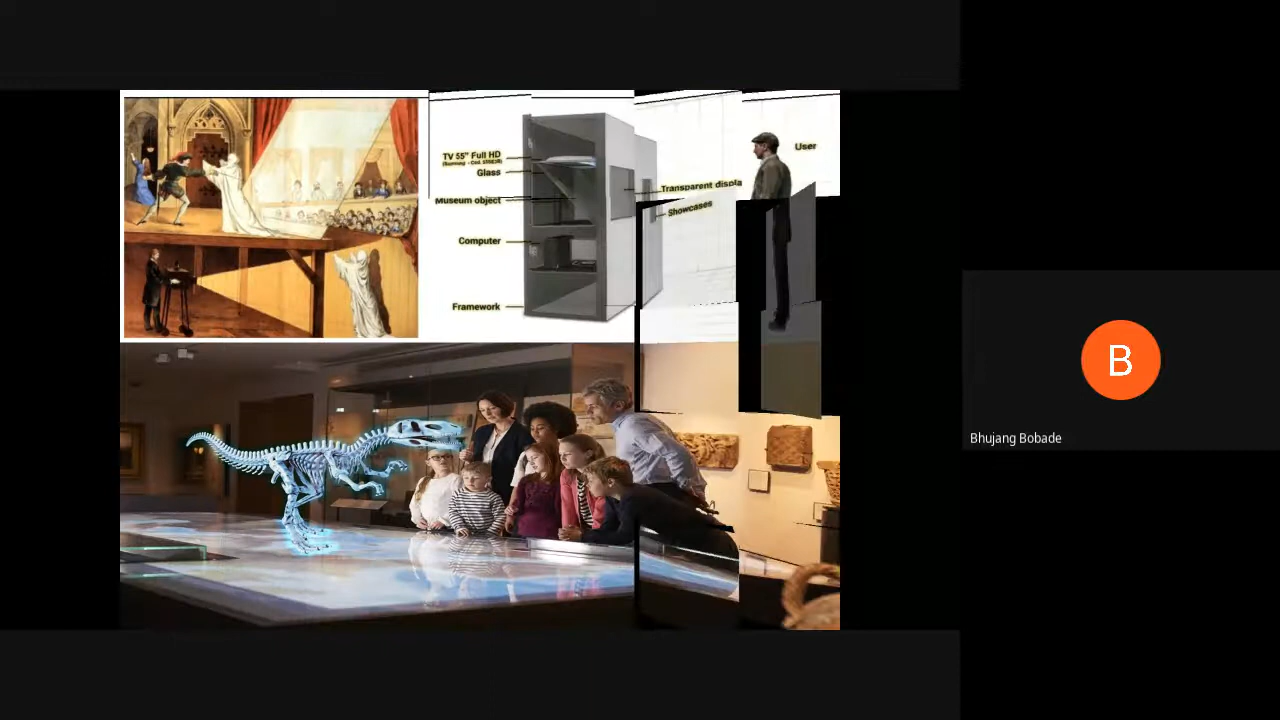 TV 55" Full HD
Glass
Museum object
Computer
Framework
Transparent displa
Showcases
User
B
Bhujang Bobade